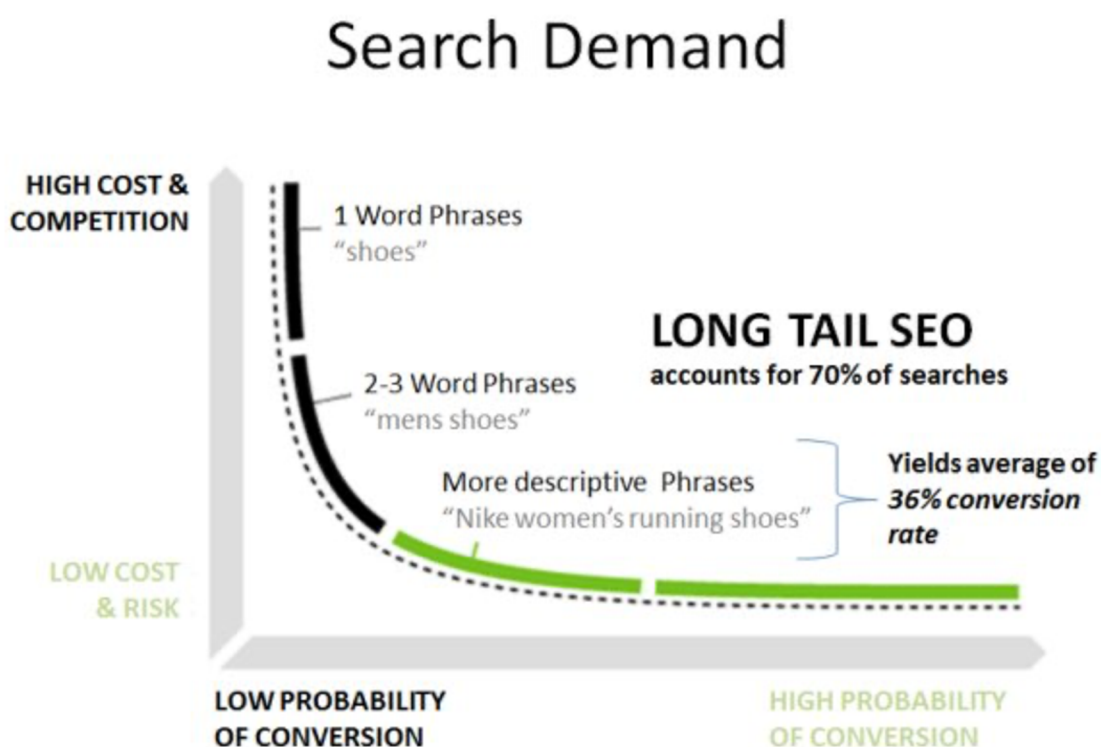 Search Demand
HIGH COST &
COMPETITION
1 Word Phrases
“shoes”
LONG TAIL SEO
accounts for 70% of searches
2-3 Word Phrases
“mens shoes”
More descriptive Phrases
“Nike women’s running shoes”
Yields average of
36% conversion
rate
LOW COST
& RISK
LOW PROBABILITY
OF CONVERSION
HIGH PROBABILITY
OF CONVERSION